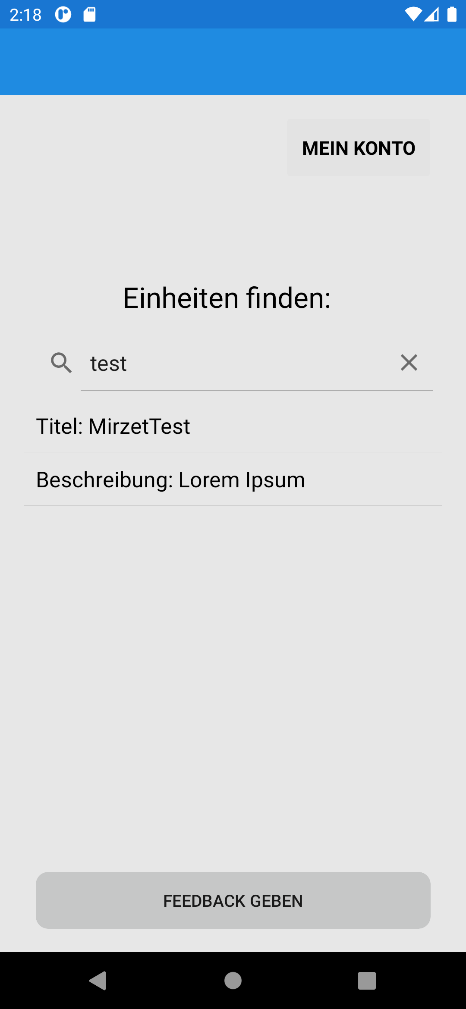 2:18
MEIN KONTO
Einheiten finden:
test
Titel: MirzetTest
Beschreibung: Lorem Ipsum
FEEDBACK GEBEN